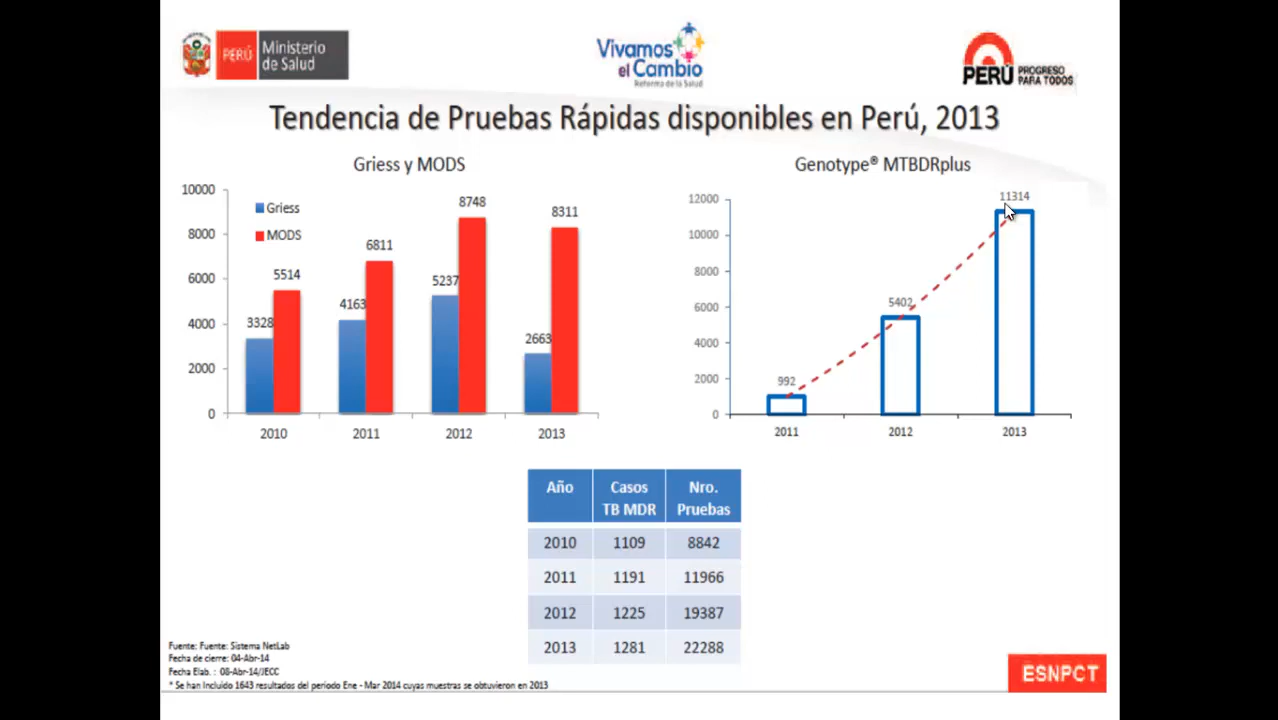 PERÚ
Ministerio
de Salud
Vivamos
el Cambio
Reforma de la Salud
PERÚ PROGRESO
PARA TODOS
Tendencia de Pruebas Rápidas disponibles en Perú, 2013
Griess y MODS
10000
8000
6000
4000
2000
0
Griess
MODS
3328
5514
4163
6811
5237
8748
2663
8311
2010
2011
2012
2013
Genotype® MTBDRplus
12000
10000
8000
6000
4000
2000
0
992
5402
11314
2011
2012
2013
Año Casos TB MDR Nro. Pruebas
2010 1109 8842
2011 1191 11966
2012 1225 19387
2013 1281 22288
Fuente: Fuente: Sistema NetLab
Fecha de cierre: 04-Abr-14
Fecha Elab. : 08-Abr-14/JECC
* Se han Incluido 1643 resultados del periodo Ene - Mar 2014 cuyas muestras se obtuvieron en 2013
ESNPCT